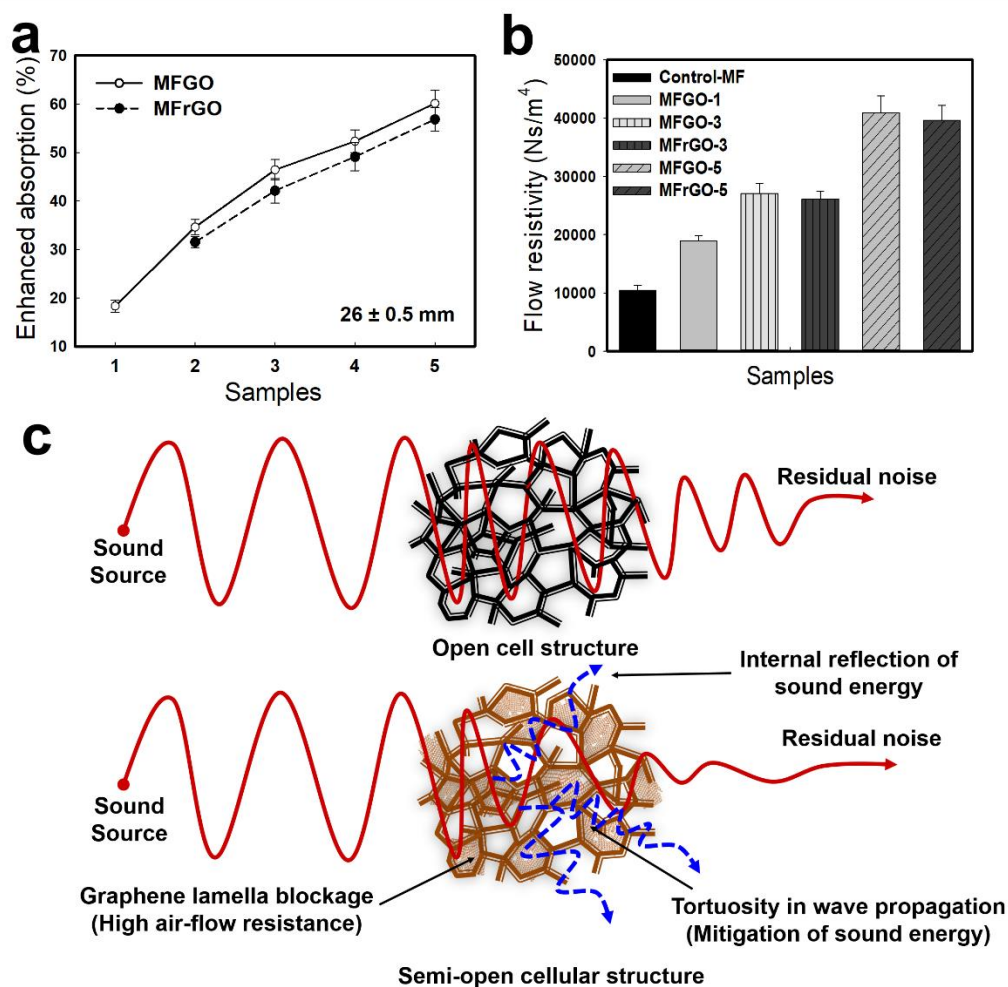 a
Enhanced absorption (%)
70
60
50
40
30
20
10
MFGO
MFrGO
26 ± 0.5 mm
1 2 3 4 5
Samples
b
Flow resistivity (Ns/m⁴)
50000
40000
30000
20000
10000
0
Control-MF
MFGO-1
MFGO-3
MFrGO-3
MFGO-5
MFrGO-5
Samples
c
Sound
Source
Residual noise
Open cell structure
Internal reflection of
sound energy
Sound
Source
Residual noise
Graphene lamella blockage
(High air-flow resistance)
Tortuosity in wave propagation
(Mitigation of sound energy)
Semi-open cellular structure